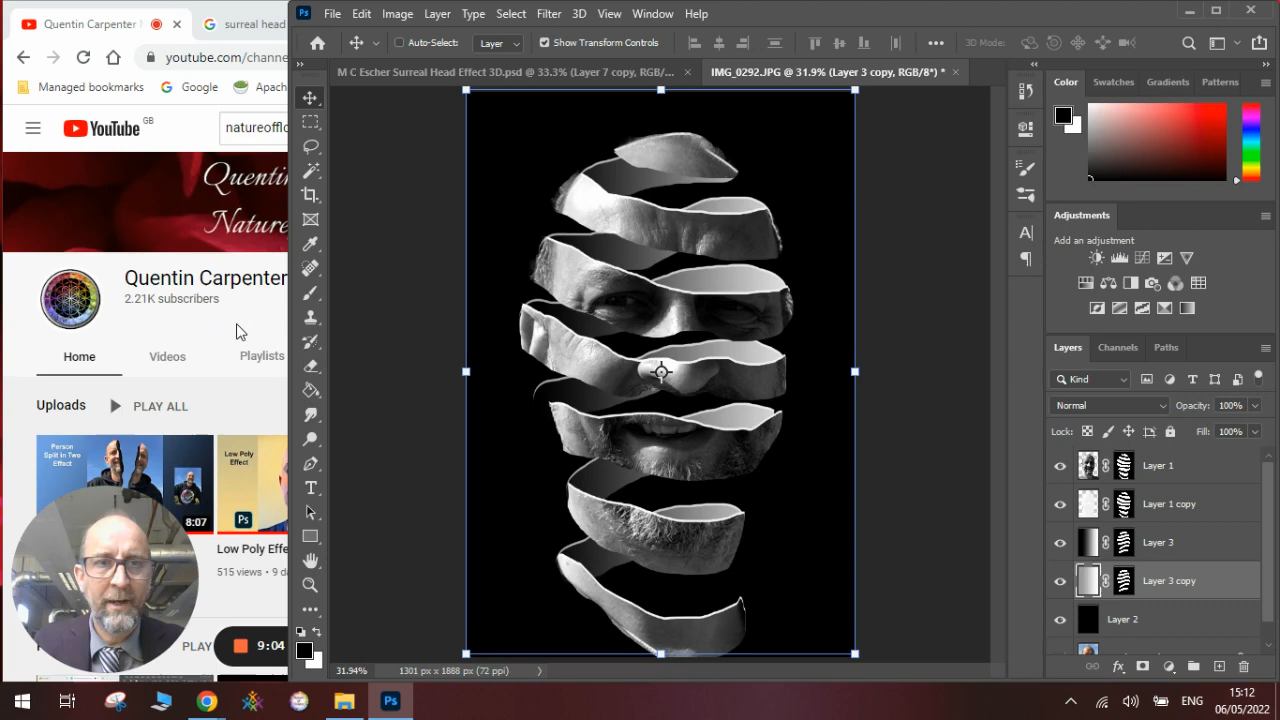 Quentin Carpenter
surreal head
youtube.com/channe
Managed bookmarks
Google
Apach
YouTube GB
natureofflo
Quentin
Nature
Quentin Carpenter
2.21K subscribers
Home
Videos
Playlists
Uploads
PLAY ALL
Person
Split in Two
Effect
8:07
Low Poly
Effect
Ps
Low Poly Effe
515 views • 9 da
PLAY
9:04
Ps
File
Edit
Image
Layer
Type
Select
Filter
3D
View
Window
Help
Auto-Select:
Layer
Show Transform Controls
3D Mode:
M C Escher Surreal Head Effect 3D.psd @ 33.3% (Layer 7 copy, RGB/...
IMG_0292.JPG @ 31.9% (Layer 3 copy, RGB/8*) *
Color
Swatches
Gradients
Patterns
Adjustments
Add an adjustment
Layers
Channels
Paths
Kind
Normal
Opacity: 100%
Lock:
Fill: 100%
Layer 1
Layer 1 copy
Layer 3
Layer 3 copy
Layer 2
31.94%
1301 px x 1888 px (72 ppi)
Ps
ENG
15:12
06/05/2022